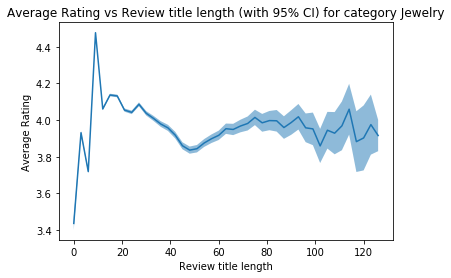 Average Rating vs Review title length (with 95% CI) for category Jewelry
4.4
4.2
4.0
3.8
3.6
3.4
Average Rating
0 20 40 60 80 100 120
Review title length